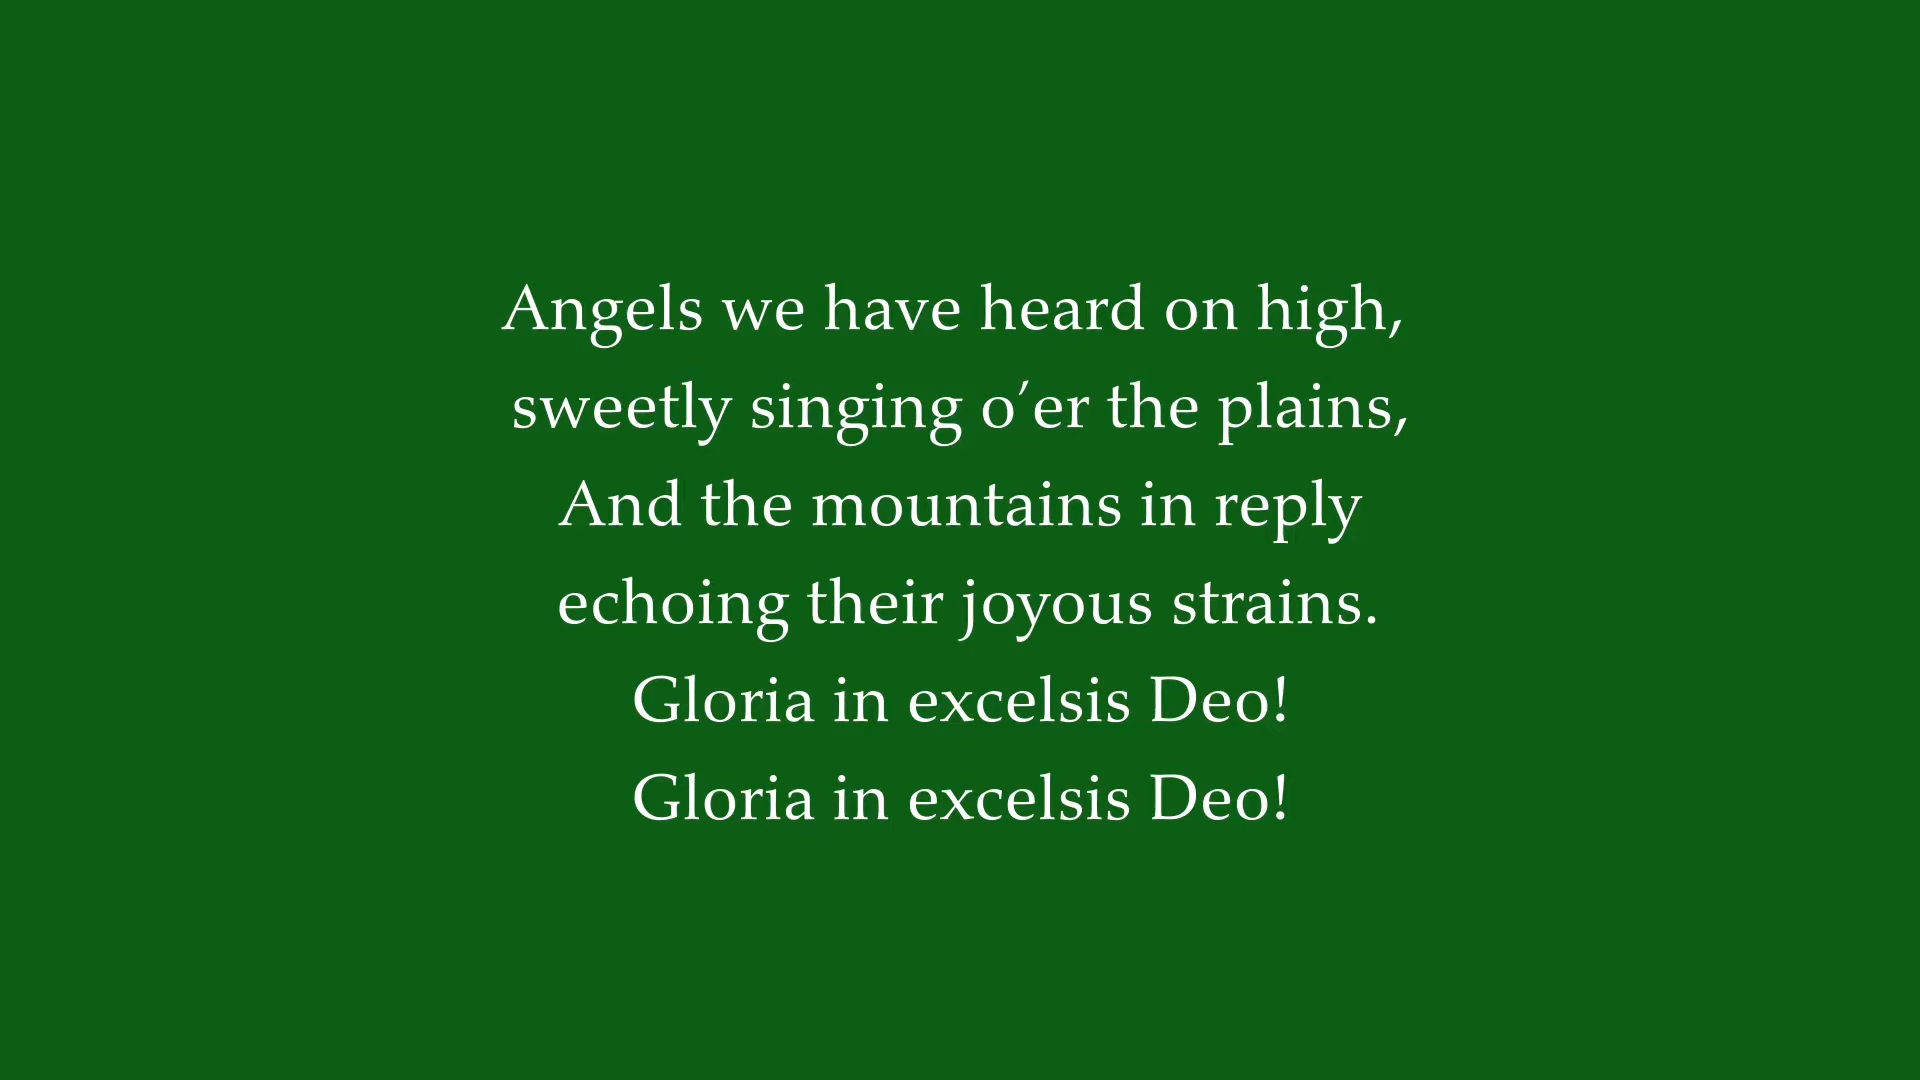 Angels we have heard on high,
sweetly singing o’er the plains,
And the mountains in reply
echoing their joyous strains.
Gloria in excelsis Deo!
Gloria in excelsis Deo!